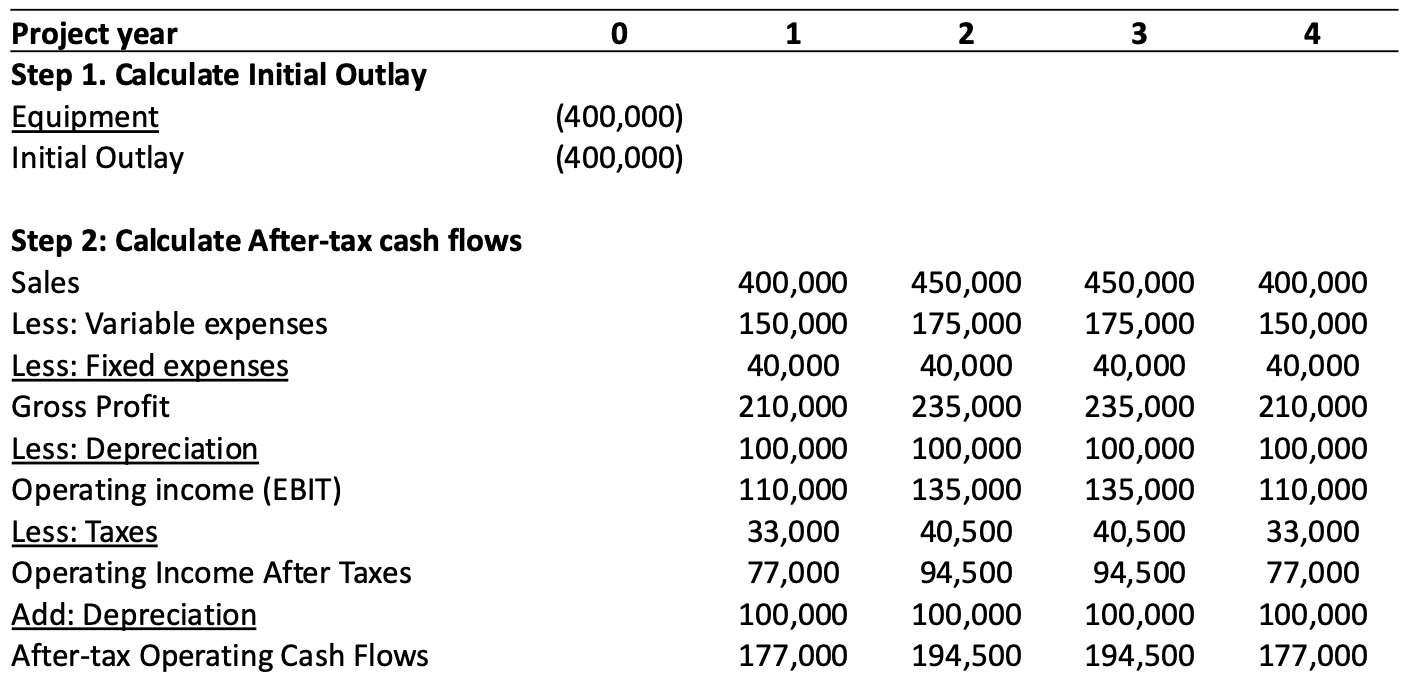 Project year 0 1 2 3 4
Step 1. Calculate Initial Outlay
Equipment (400,000)
Initial Outlay (400,000)
Step 2: Calculate After-tax cash flows
Sales 400,000 450,000 450,000 400,000
Less: Variable expenses 150,000 175,000 175,000 150,000
Less: Fixed expenses 40,000 40,000 40,000 40,000
Gross Profit 210,000 235,000 235,000 210,000
Less: Depreciation 100,000 100,000 100,000 100,000
Operating income (EBIT) 110,000 135,000 135,000 110,000
Less: Taxes 33,000 40,500 40,500 33,000
Operating Income After Taxes 77,000 94,500 94,500 77,000
Add: Depreciation 100,000 100,000 100,000 100,000
After-tax Operating Cash Flows 177,000 194,500 194,500 177,000